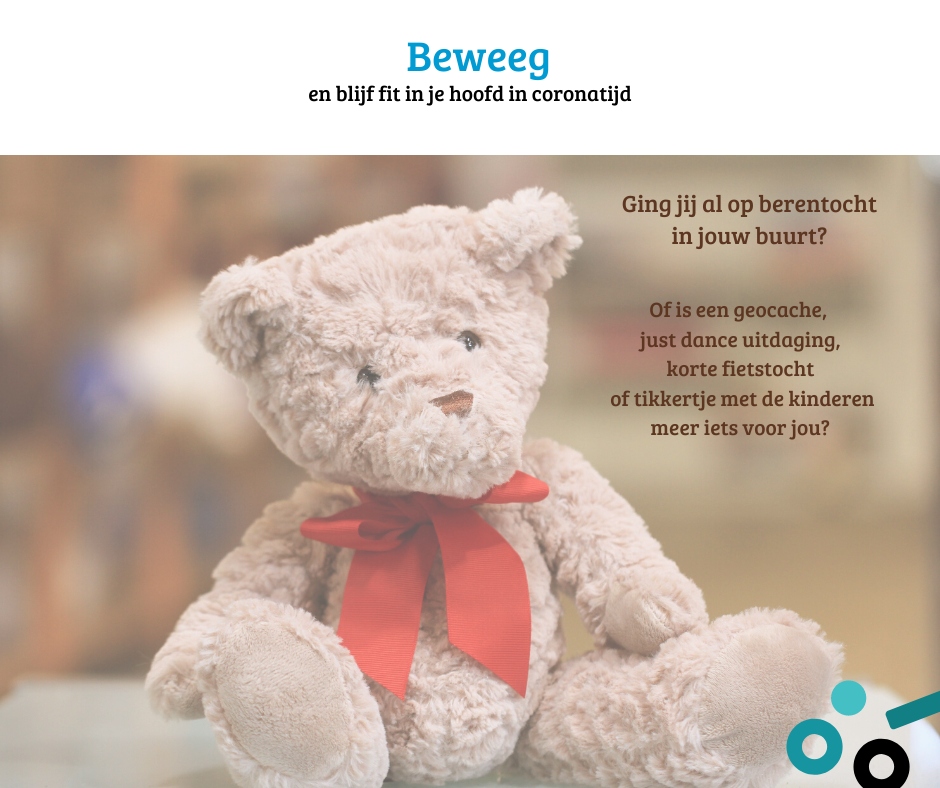 Beweeg
en blijf fit in je hoofd in coronatijd
Ging jij al op berentocht
in jouw buurt?
Of is een geocache,
just dance uitdaging,
korte fietstocht
of tikkertje met de kinderen
meer iets voor jou?